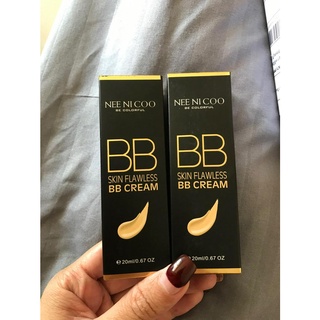 NEE NI COO
BE COLORFUL
BB
SKIN FLAWLESS
BB CREAM
℮20ml/0.67 OZ
NEE NI COO
BE COLORFUL
BB
SKIN FLAWLESS
BB CREAM
℮20ml/0.67 OZ